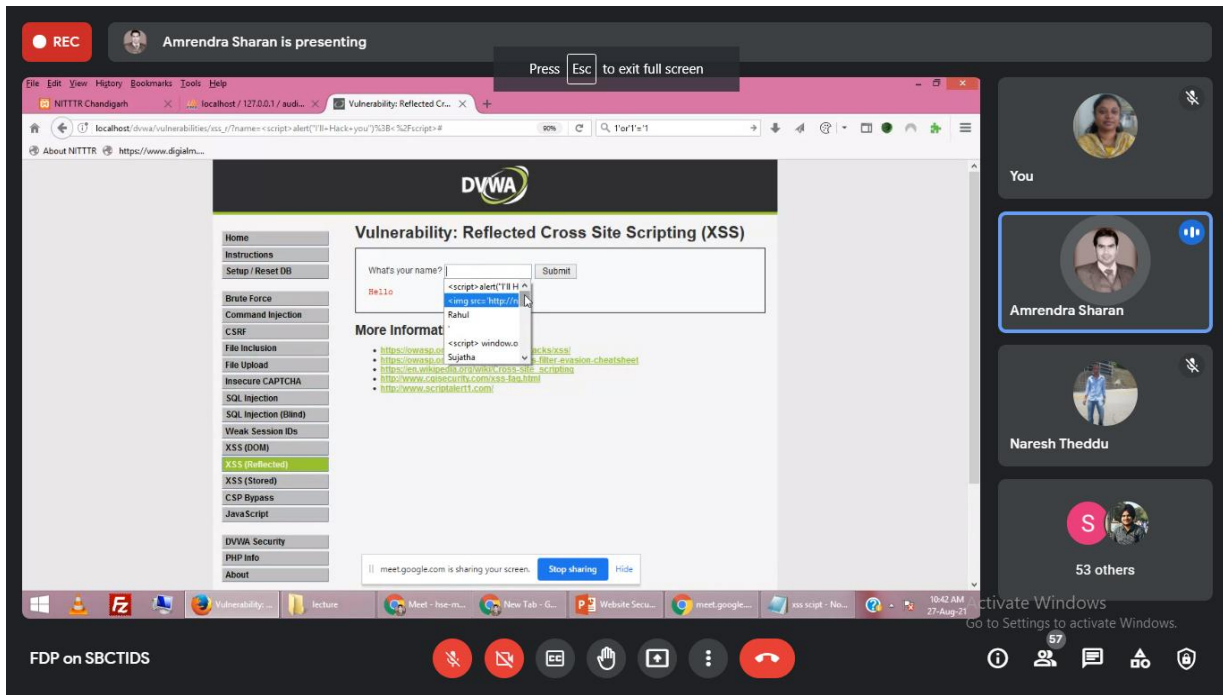 REC
Amrendra Sharan is presenting
Press Esc to exit full screen
File Edit View History Bookmarks Tools Help
NITTTR Chandigarh
localhost / 127.0.0.1 / audi...
Vulnerability: Reflected Cr...
localhost/dvwa/vulnerabilities/xss_r/?name=<script>alert("I'll+Hack+you")%3B<%2Fscript>#
90%
1'or'1'='1
About NITTTR
https://www.digialm....
DVWA
Home
Instructions
Setup / Reset DB
Brute Force
Command Injection
CSRF
File Inclusion
File Upload
Insecure CAPTCHA
SQL Injection
SQL Injection (Blind)
Weak Session IDs
XSS (DOM)
XSS (Reflected)
XSS (Stored)
CSP Bypass
JavaScript
DVWA Security
PHP Info
About
Vulnerability: Reflected Cross Site Scripting (XSS)
What's your name?
Submit
Hello
<script>alert("I'll H
<img src='http://n
Rahul
'
<script> window.o
Sujatha
More Informat
https://owasp.o
acks/xss/
https://owasp.o
-filter-evasion-cheatsheet
https://en.wikipedia.org/wiki/Cross-site_scripting
http://www.cgisecurity.com/xss-faq.html
http://www.scriptalert1.com/
meet.google.com is sharing your screen.
Stop sharing
Hide
Vulnerability: ...
lecture
Meet - hse-m...
New Tab - G...
Website Secu...
meet.google....
xss scipt - No...
10:42 AM
27-Aug-21
You
Amrendra Sharan
Naresh Theddu
S
53 others
Activate Windows
Go to Settings to activate Windows.
FDP on SBCTIDS
57